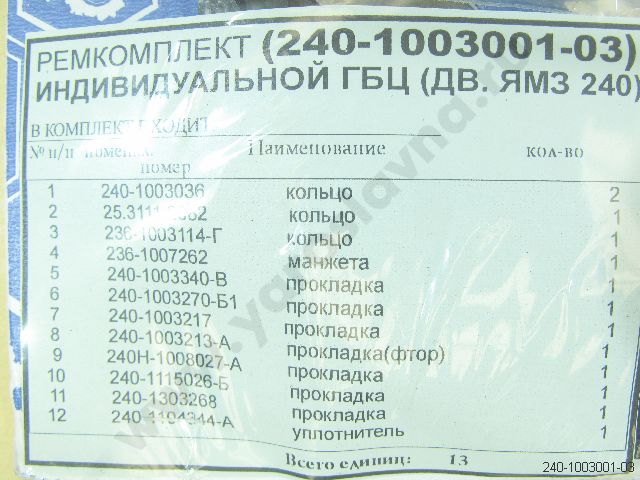 РЕМКОМПЛЕКТ (240-1003001-03)
ИНДИВИДУАЛЬНОЙ ГБЦ (ДВ. ЯМЗ 240)
В КОМПЛЕКТ ВХОДИТ:
№ п/п номенкл. Наименование кол-во
номер
1 240-1003036 кольцо 2
2 кольцо 1
3 236-1003114-Г кольцо 1
4 236-1007262 манжета 1
5 240-1003340-В прокладка 1
6 240-1003270-Б1 прокладка 1
7 240-1003217 прокладка 1
8 240-1003213-А прокладка(фтор) 1
9 240Н-1008027-А прокладка 1
10 240-1115026-Б прокладка 1
11 240-1303268 прокладка 1
12 уплотнитель 1
Всего единиц: 13
240-1003001-03